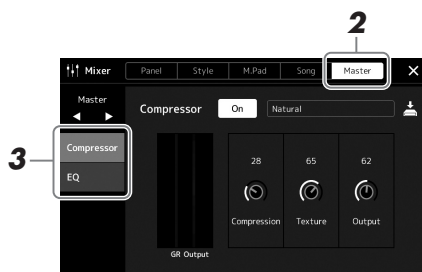 2
Mixer Panel Style M.Pad Song Master ×
Master
Compressor On Natural
3
Compressor
EQ
28 65 62
Compression Texture Output
GR Output